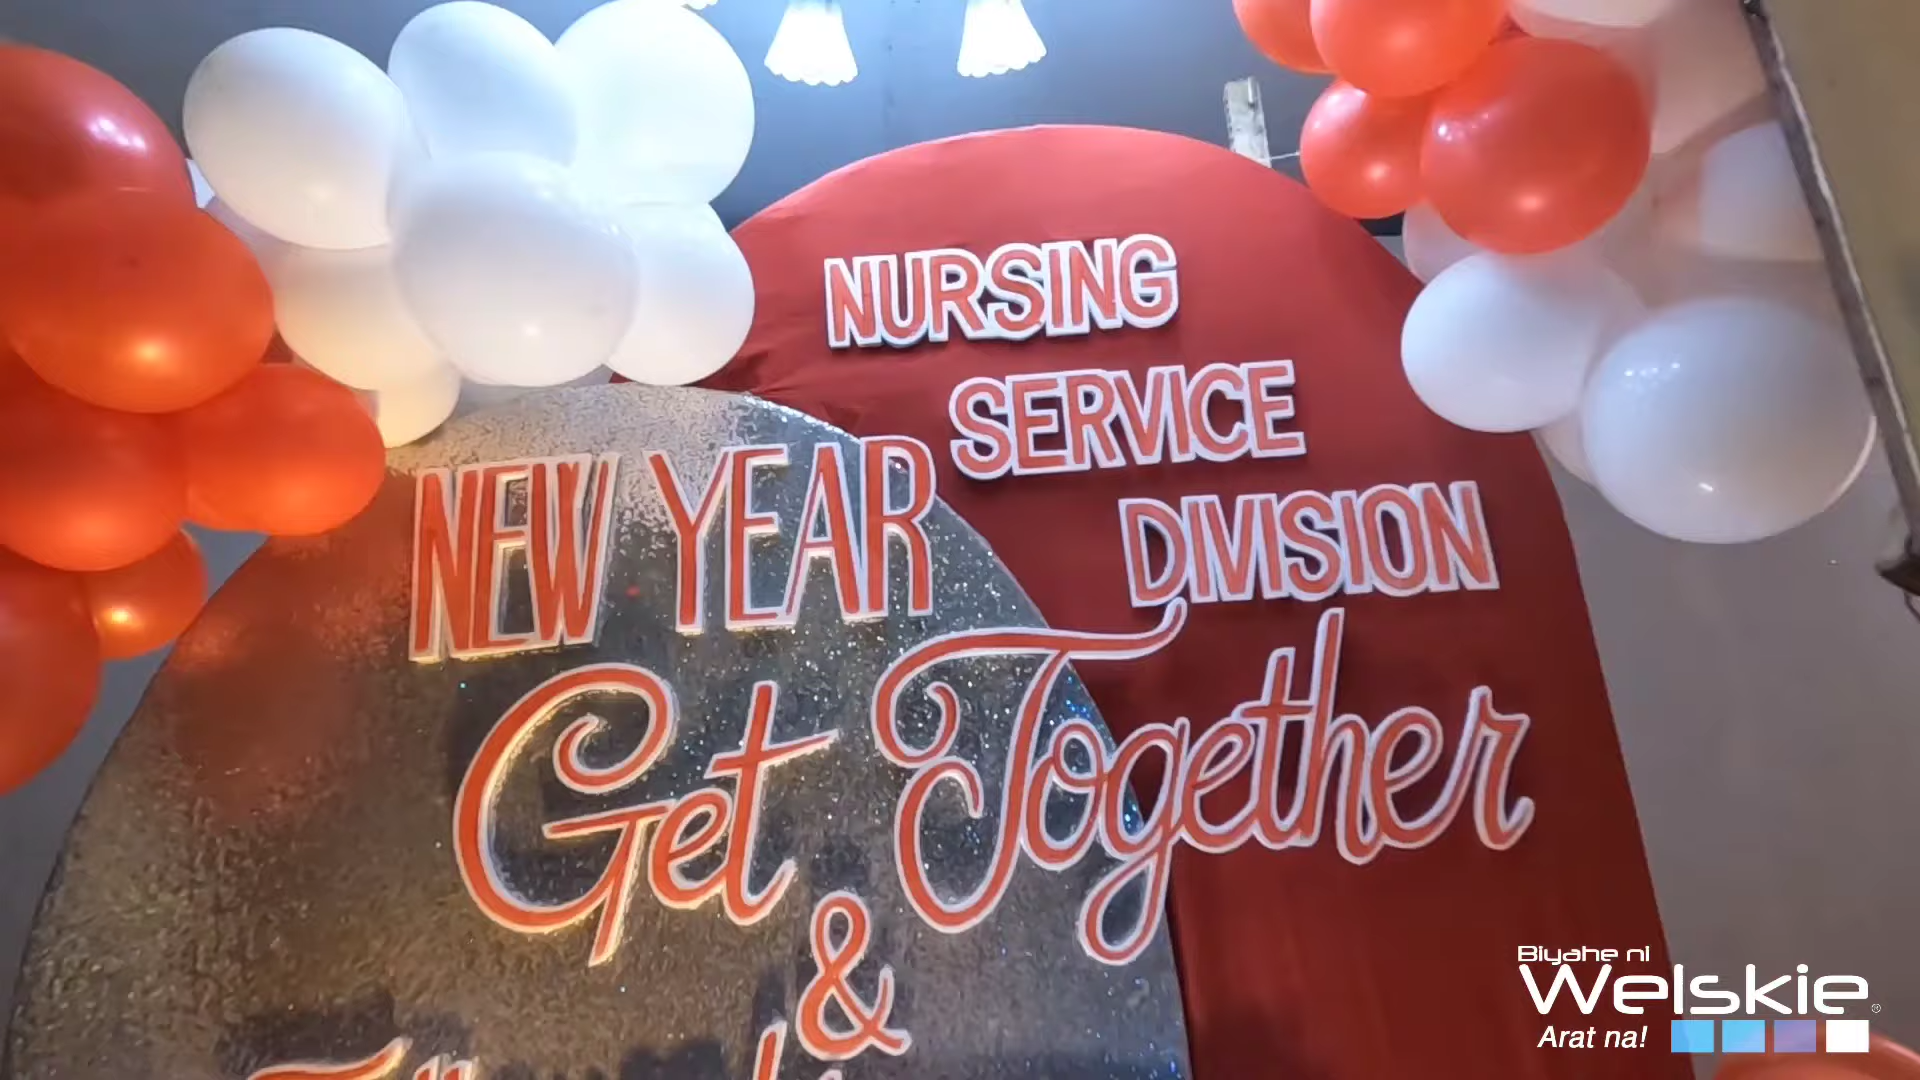 NURSING
SERVICE
DIVISION
NEW YEAR
Get Together
&
Biyahe ni
Welskie®
Arat na!